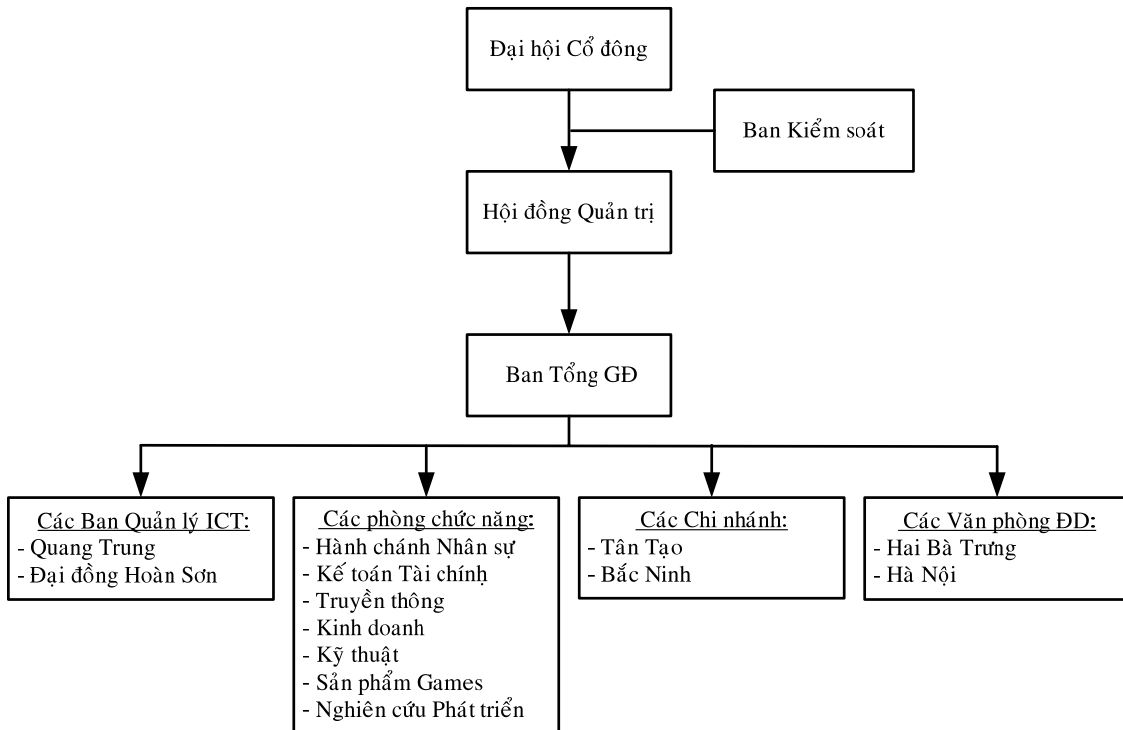 Đại hội Cổ đông
Ban Kiểm soát
Hội đồng Quản trị
Ban Tổng GĐ
Các Ban Quản lý ICT:
- Quang Trung
- Đại đồng Hoàn Sơn
Các phòng chức năng:
- Hành chánh Nhân sự
- Kế toán Tài chính
- Truyền thông
- Kinh doanh
- Kỹ thuật
- Sản phẩm Games
- Nghiên cứu Phát triển
Các Chi nhánh:
- Tân Tạo
- Bắc Ninh
Các Văn phòng ĐD:
- Hai Bà Trưng
- Hà Nội